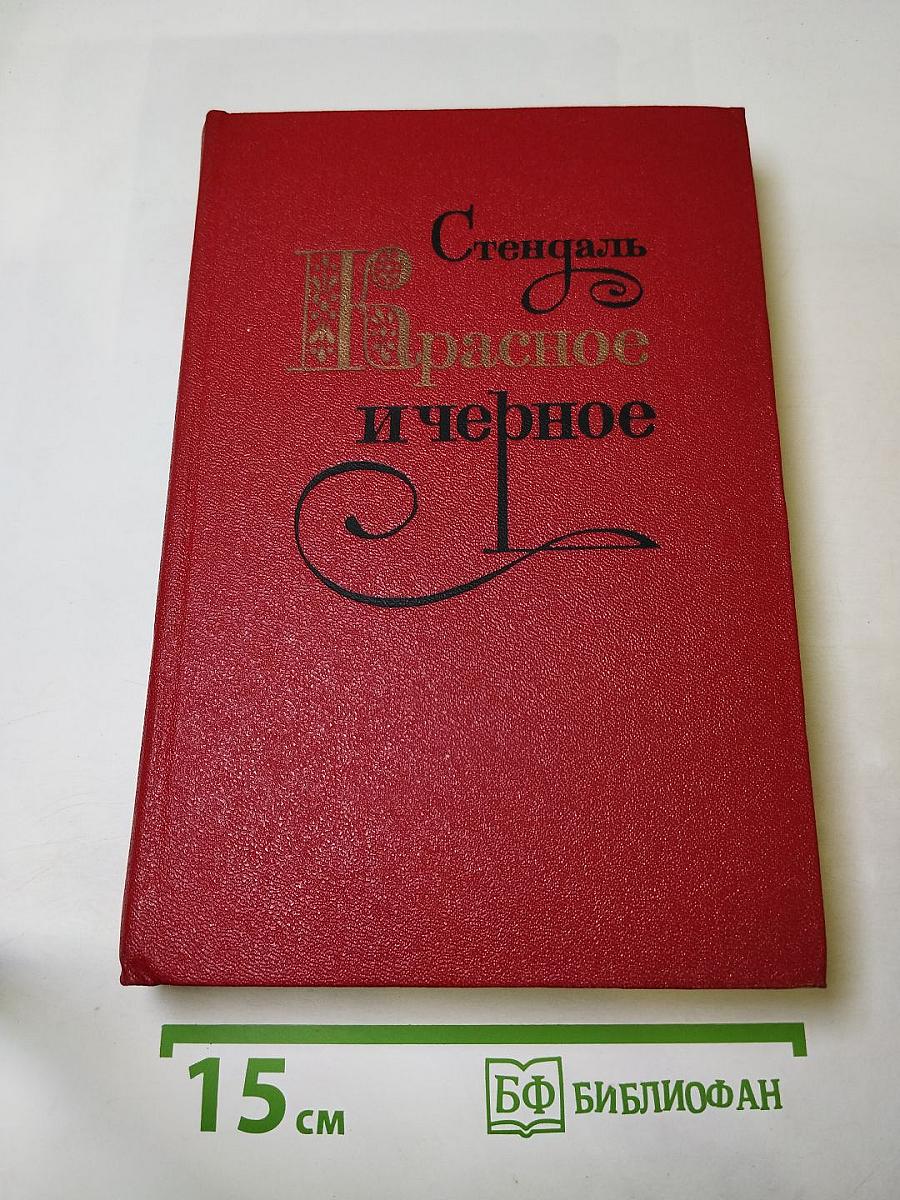 Стендаль
Красное
и черное
15 см
БФ БИБЛИОФАН